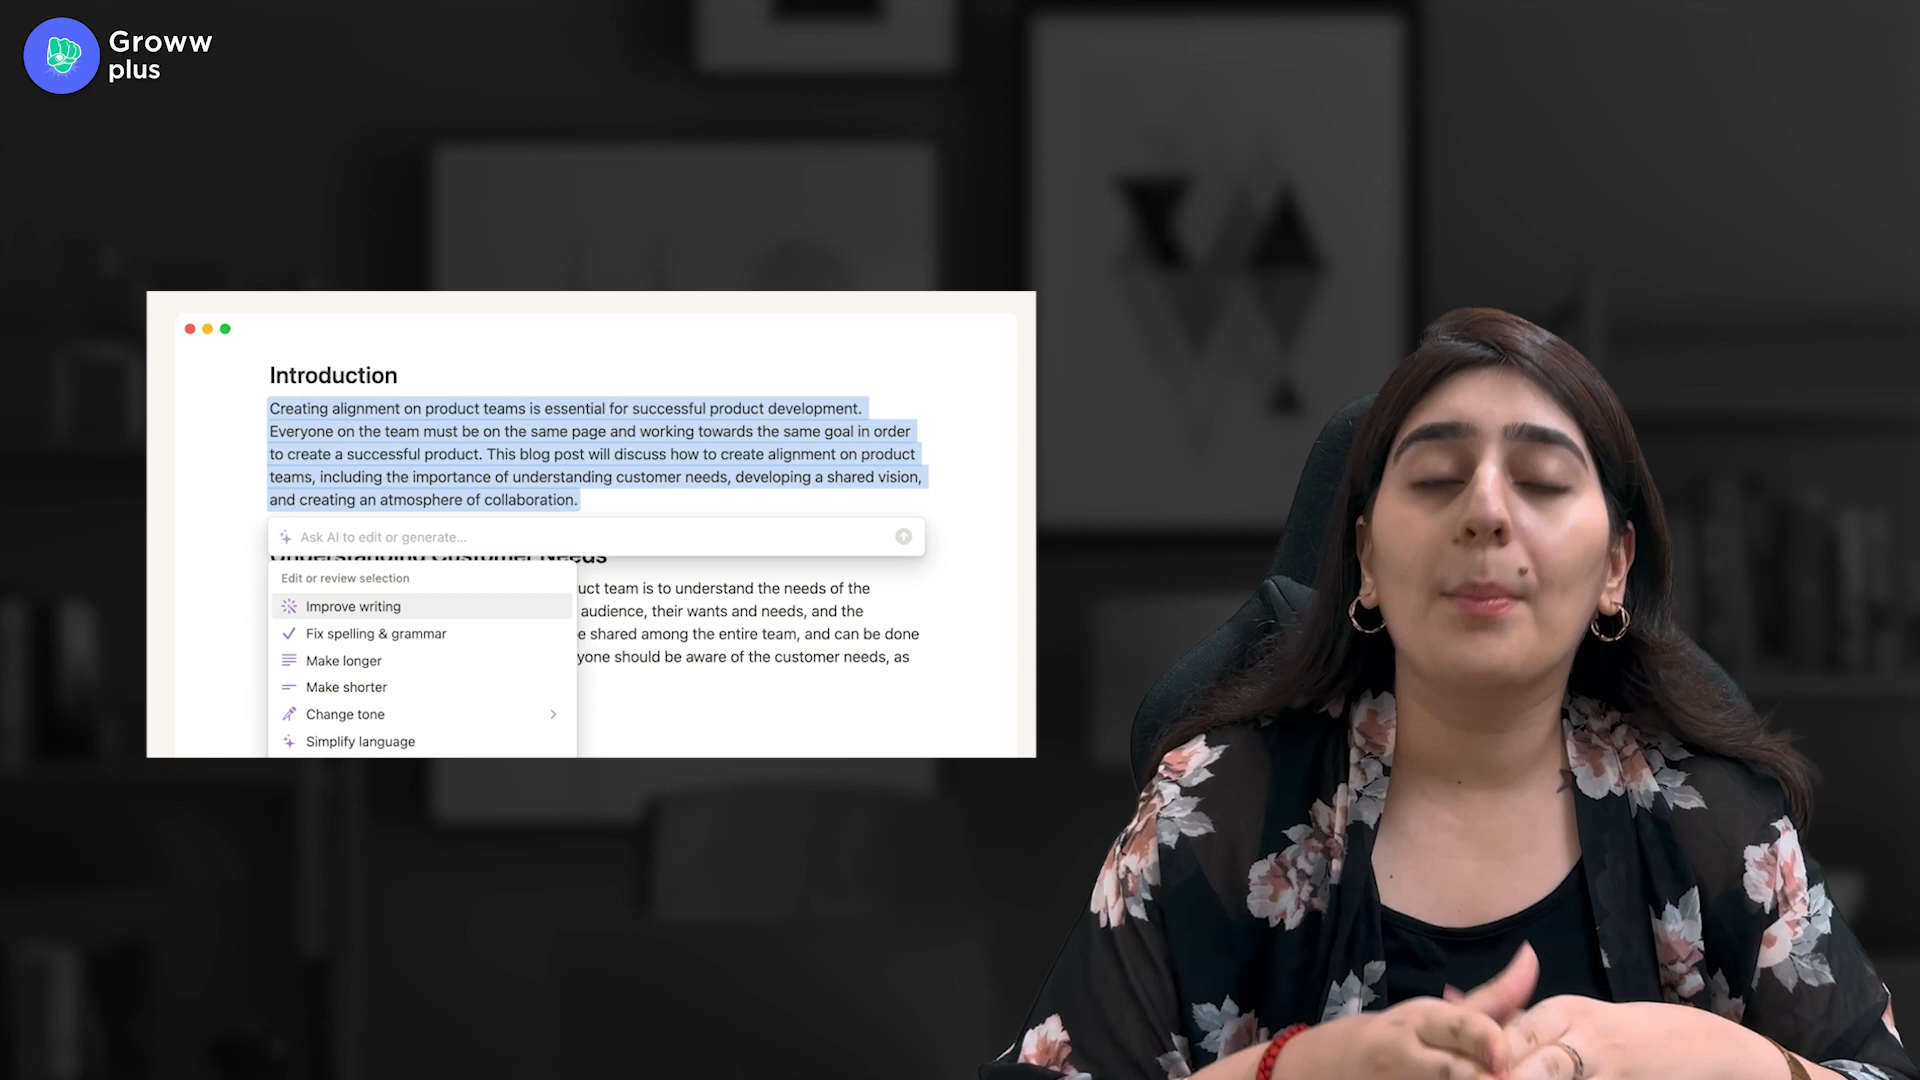 Groww
plus
Introduction
Creating alignment on product teams is essential for successful product development.
Everyone on the team must be on the same page and working towards the same goal in order
to create a successful product. This blog post will discuss how to create alignment on product
teams, including the importance of understanding customer needs, developing a shared vision,
and creating an atmosphere of collaboration.
Ask AI to edit or generate...
Understanding Customer Needs
Edit or review selection
uct team is to understand the needs of the
Improve writing
audience, their wants and needs, and the
Fix spelling & grammar
e shared among the entire team, and can be done
Make longer
yone should be aware of the customer needs, as
Make shorter
Change tone
Simplify language